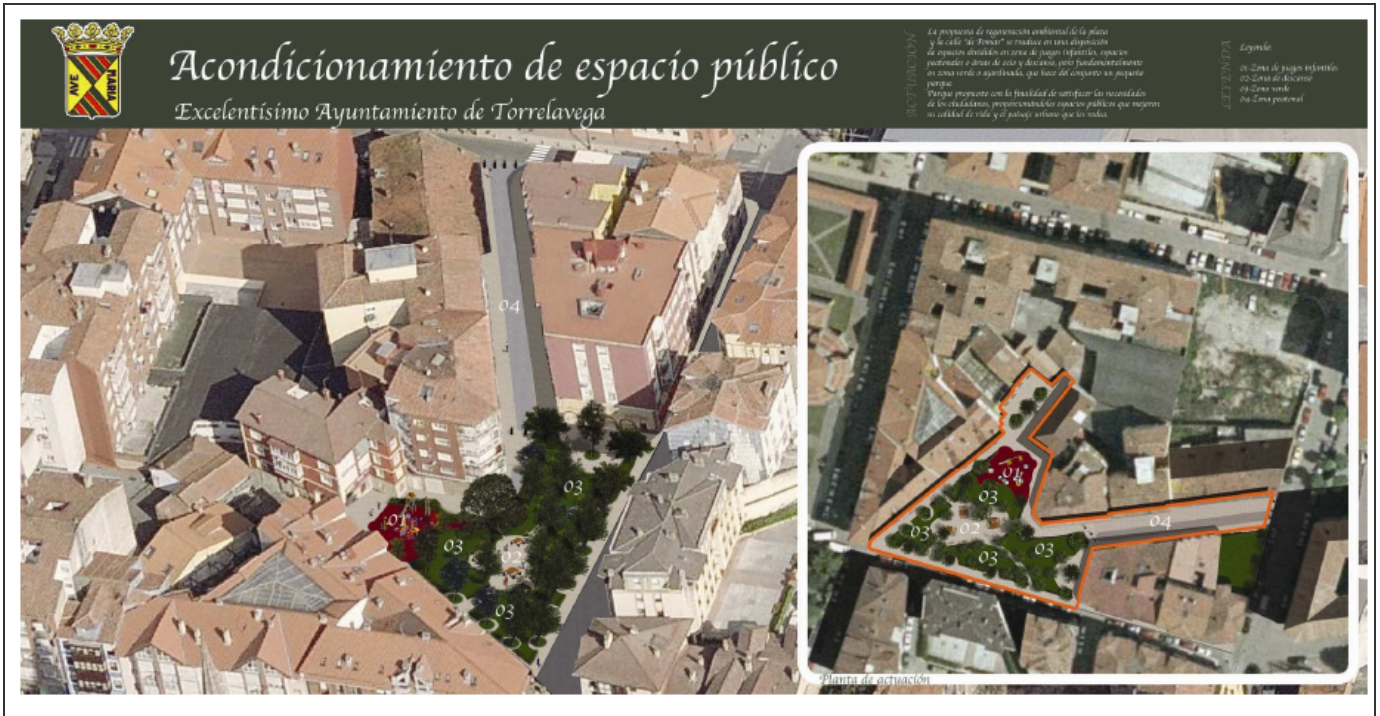 AVE
MARIA
Acondicionamiento de espacio público
Excelentísimo Ayuntamiento de Torrelavega
ACTUACIÓN
La propuesta de regeneración ambiental de la plaza
y la calle "de Pomar" se traduce en una disposición
de espacios divididos en zona de juegos infantiles, espacios
peatonales o áreas de ocio y descanso, pero fundamentalmente
en zona verde o ajardinada, que hace del conjunto un pequeño
parque.
Parque propuesto con la finalidad de satisfacer las necesidades
de los ciudadanos, proporcionándoles espacios públicos que mejoren
su calidad de vida y el paisaje urbano que les rodea.
LEYENDA
Leyenda:
01-Zona de juegos infantiles
02-Zona de descanso
03-Zona verde
04-Zona peatonal
04
03
01
03
02
03
01
03
02
03
03
03
04
Planta de actuación